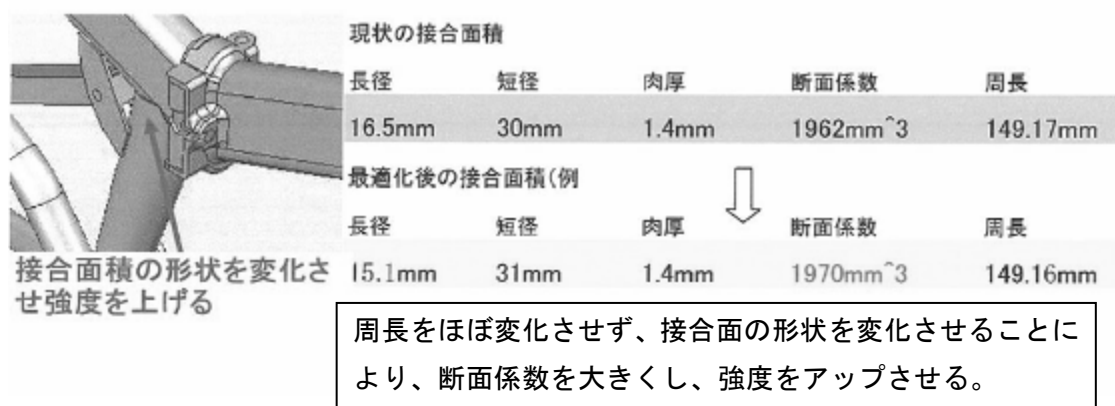 現状の接合面積
長径 短径 肉厚 断面係数 周長
16.5mm 30mm 1.4mm 1962mm^3 149.17mm
最適化後の接合面積(例
長径 短径 肉厚 断面係数 周長
15.1mm 31mm 1.4mm 1970mm^3 149.16mm
接合面積の形状を変化さ
せ強度を上げる
周長をほぼ変化させず、接合面の形状を変化させることに
より、断面係数を大きくし、強度をアップさせる。